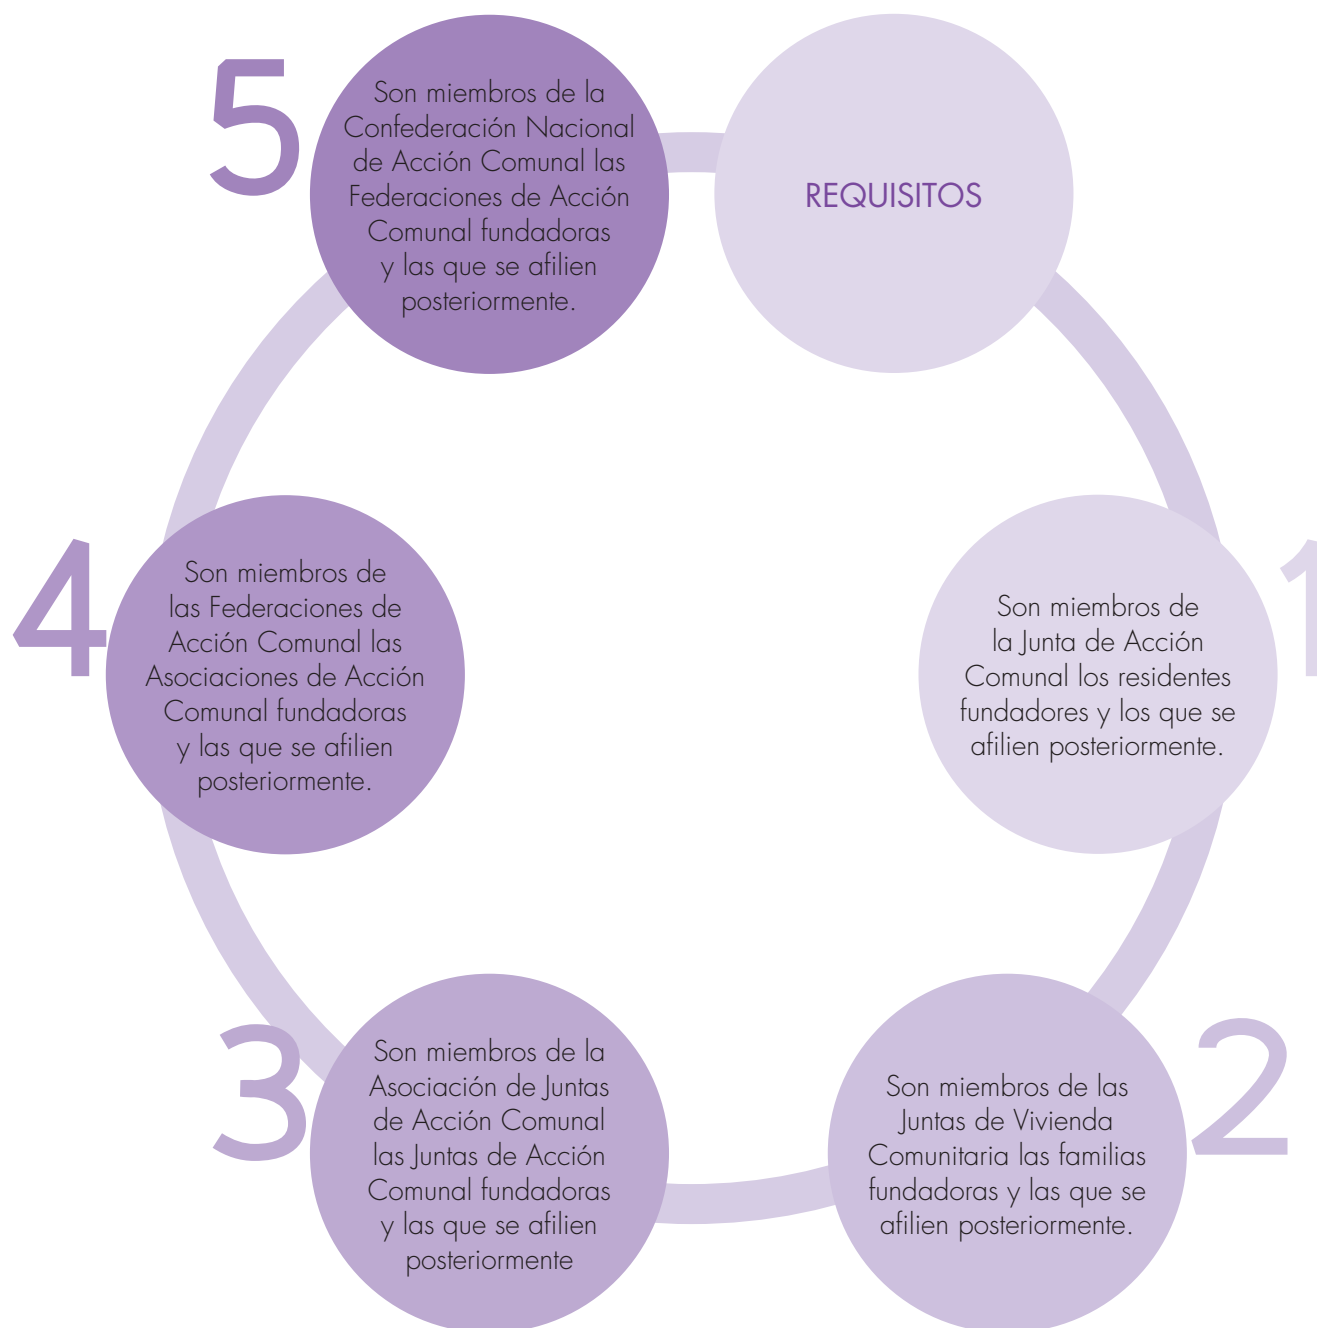 REQUISITOS
1
Son miembros de
la Junta de Acción
Comunal los residentes
fundadores y los que se
afilien posteriormente.
2
Son miembros de las
Juntas de Vivienda
Comunitaria las familias
fundadoras y las que se
afilien posteriormente.
3
Son miembros de la
Asociación de Juntas
de Acción Comunal
las Juntas de Acción
Comunal fundadoras
y las que se afilien
posteriormente
4
Son miembros de
las Federaciones de
Acción Comunal las
Asociaciones de Acción
Comunal fundadoras
y las que se afilien
posteriormente.
5
Son miembros de la
Confederación Nacional
de Acción Comunal las
Federaciones de Acción
Comunal fundadoras
y las que se afilien
posteriormente.